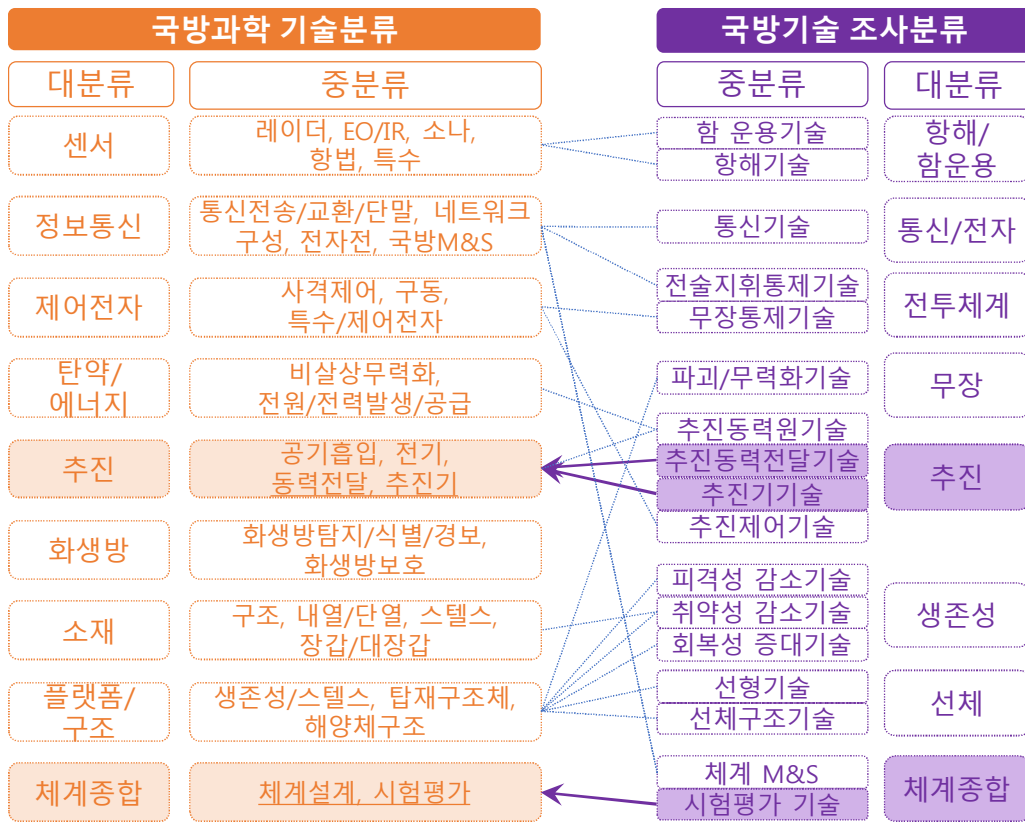 국방과학 기술분류
대분류
중분류
센서
레이더, EO/IR, 소나,
항법, 특수
정보통신
통신전송/교환/단말, 네트워크
구성, 전자전, 국방M&S
제어전자
사격제어, 구동,
특수/제어전자
탄약/
에너지
비살상무력화,
전원/전력발생/공급
추진
공기흡입, 전기,
동력전달, 추진기
화생방
화생방탐지/식별/경보,
화생방보호
소재
구조, 내열/단열, 스텔스,
장갑/대장갑
플랫폼/
구조
생존성/스텔스, 탑재구조체,
해양체구조
체계종합
체계설계, 시험평가
국방기술 조사분류
중분류
대분류
함 운용기술
항해기술
항해/
함운용
통신기술
통신/전자
전술지휘통제기술
무장통제기술
전투체계
파괴/무력화기술
무장
추진동력원기술
추진동력전달기술
추진기기술
추진제어기술
추진
피격성 감소기술
취약성 감소기술
회복성 증대기술
생존성
선형기술
선체구조기술
선체
체계 M&S
시험평가 기술
체계종합